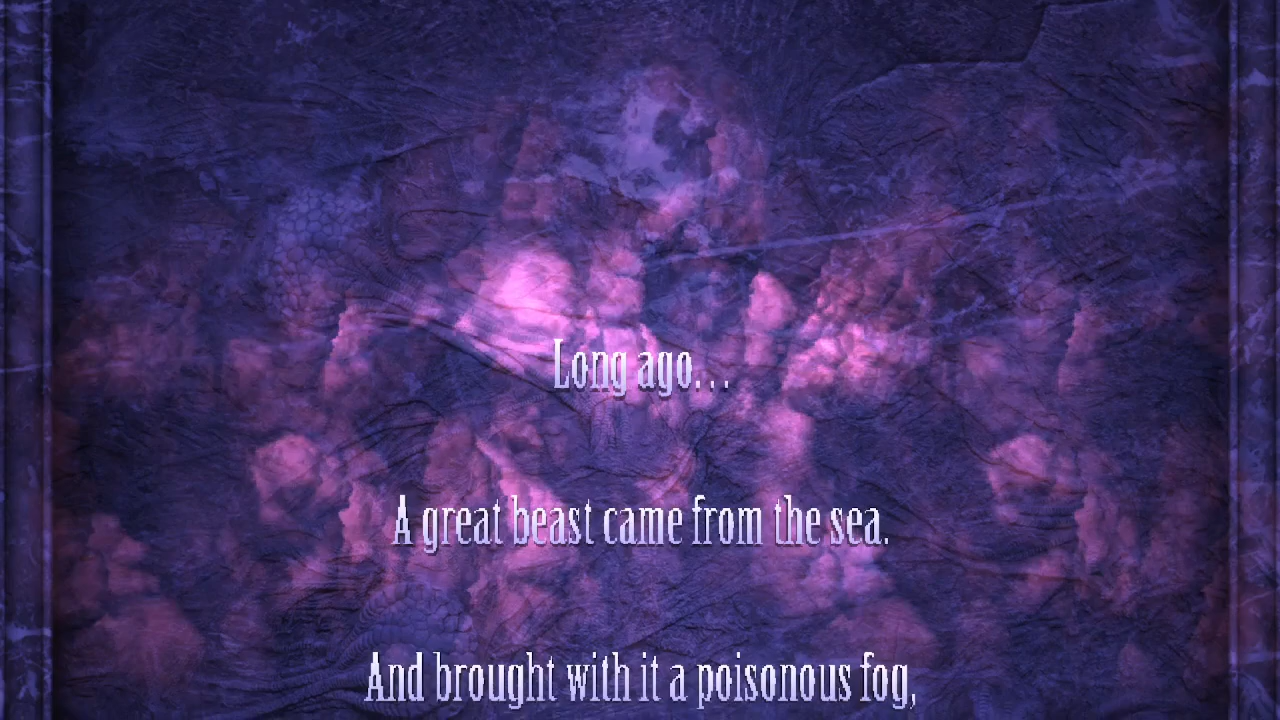 Long ago...
A great beast came from the sea.
And brought with it a poisonous fog,